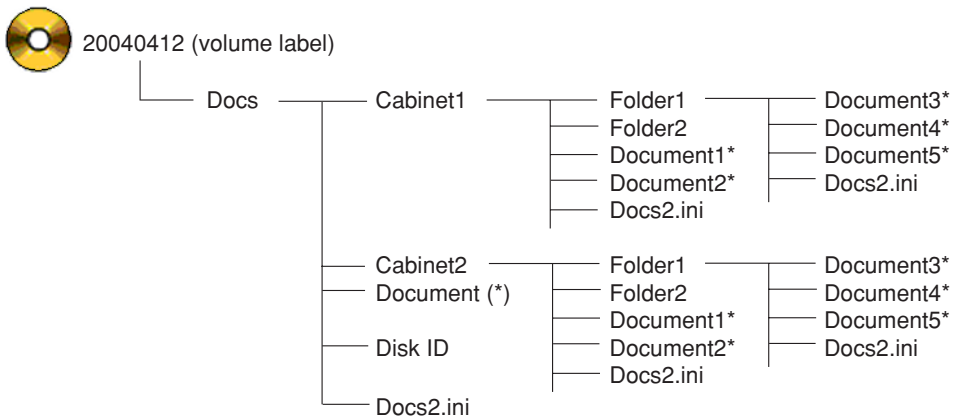 20040412 (volume label)
Docs Cabinet1 Folder1 Document3*
Folder2 Document4*
Document1* Document5*
Document2* Docs2.ini
Docs2.ini
Cabinet2 Folder1 Document3*
Document (*) Folder2 Document4*
Document1* Document5*
Disk ID Document2* Docs2.ini
Docs2.ini
Docs2.ini